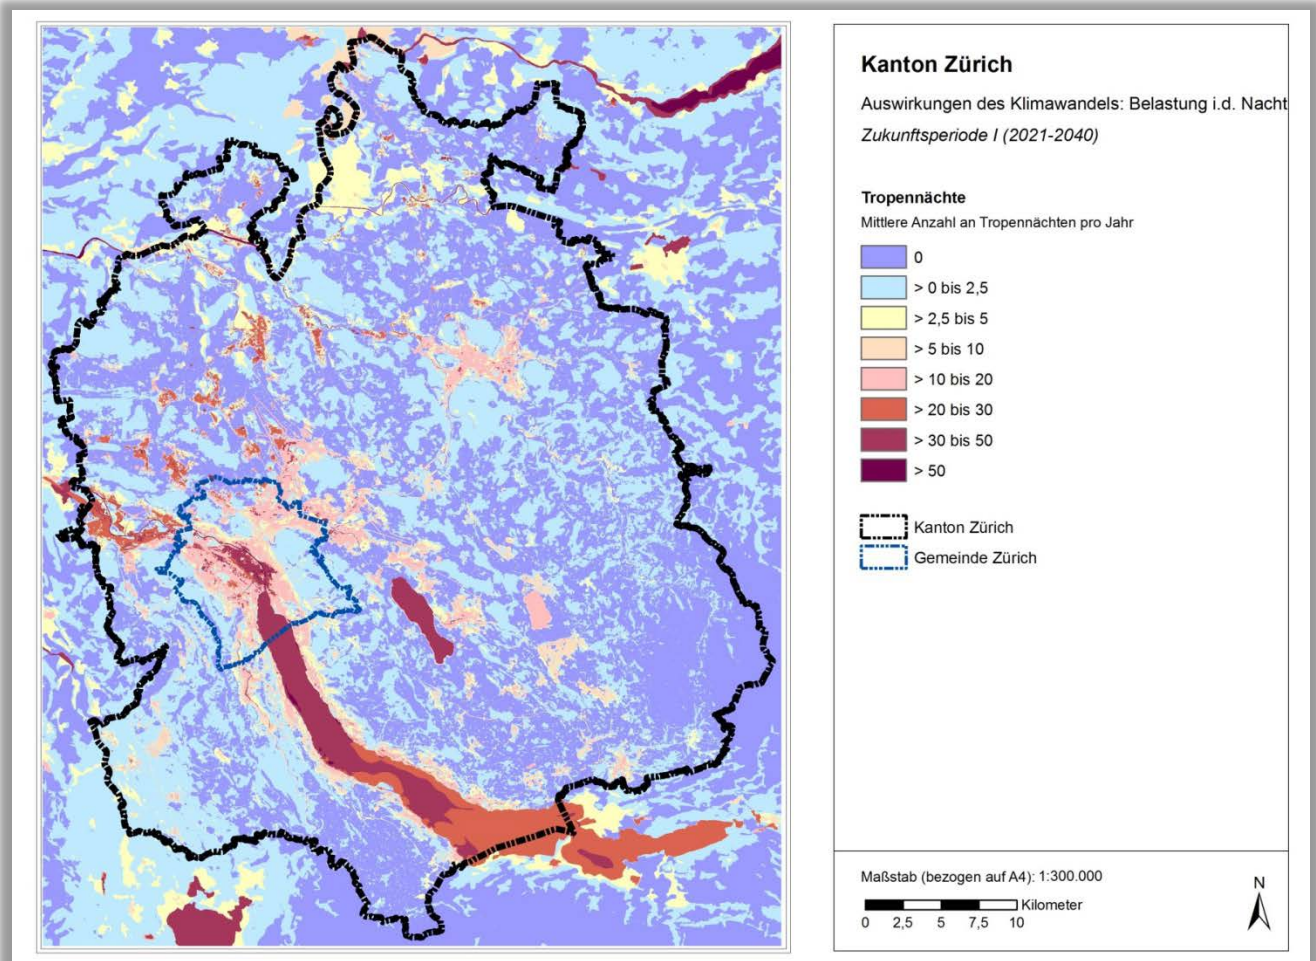 Kanton Zürich
Auswirkungen des Klimawandels: Belastung i.d. Nacht
Zukunftsperiode I (2021-2040)
Tropennächte
Mittlere Anzahl an Tropennächten pro Jahr
0
> 0 bis 2,5
> 2,5 bis 5
> 5 bis 10
> 10 bis 20
> 20 bis 30
> 30 bis 50
> 50
Kanton Zürich
Gemeinde Zürich
Maßstab (bezogen auf A4): 1:300.000
Kilometer
0 2,5 5 7,5 10
N